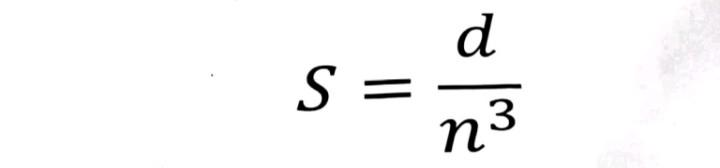 S = d/n³